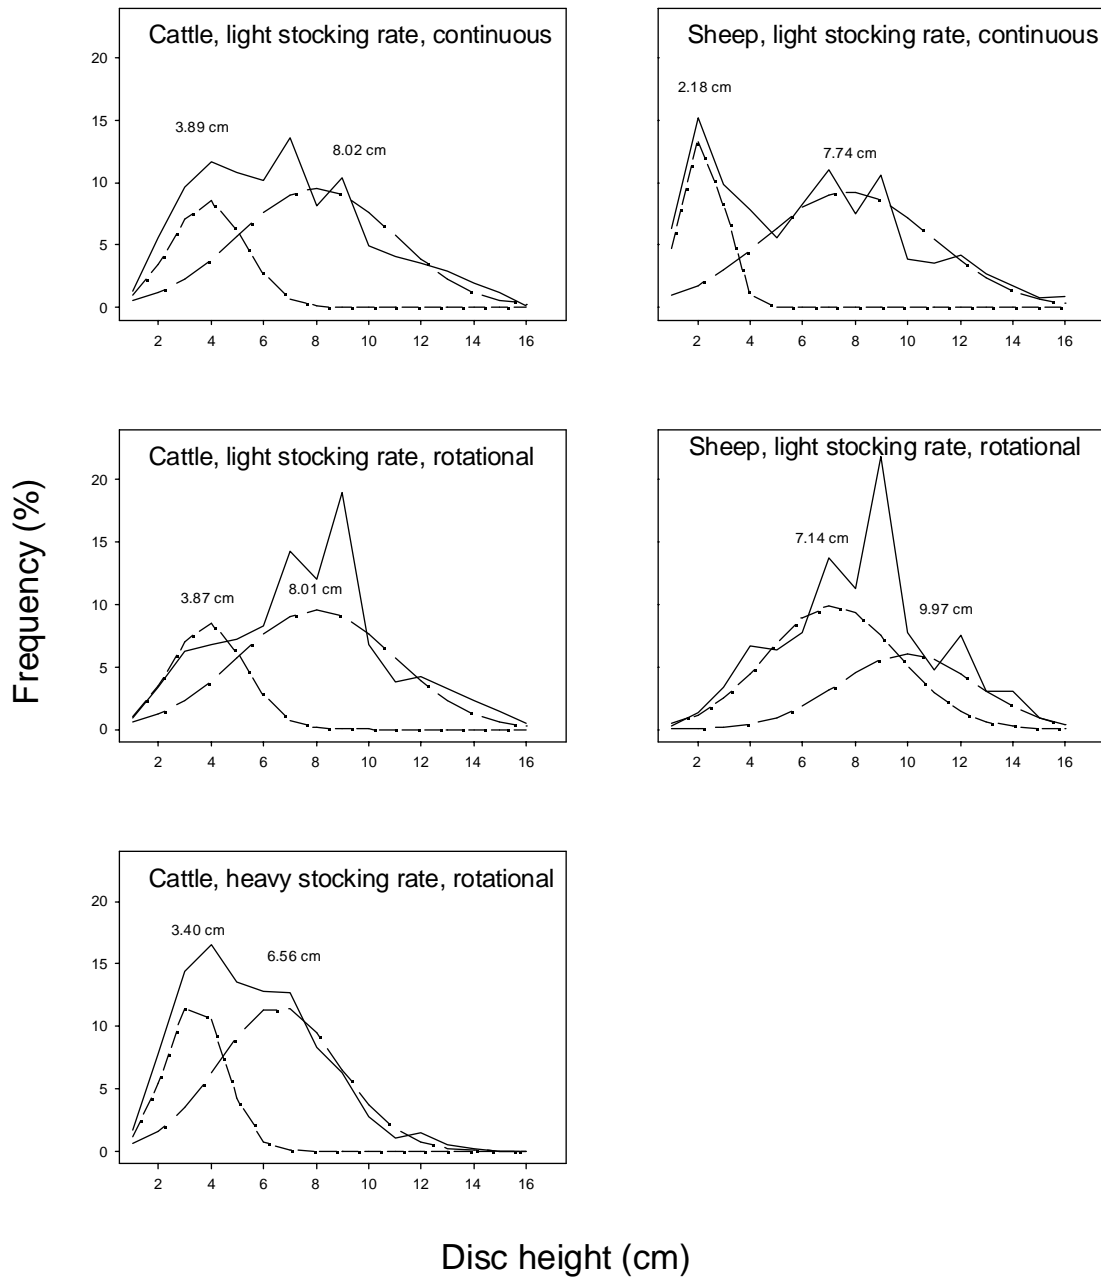 Cattle, light stocking rate, continuous
20
15
10
5
0
3.89 cm
8.02 cm
2 4 6 8 10 12 14 16
Sheep, light stocking rate, continuous
2.18 cm
7.74 cm
2 4 6 8 10 12 14 16
Frequency (%)
Cattle, light stocking rate, rotational
20
15
10
5
0
3.87 cm
8.01 cm
2 4 6 8 10 12 14 16
Sheep, light stocking rate, rotational
7.14 cm
9.97 cm
2 4 6 8 10 12 14 16
Cattle, heavy stocking rate, rotational
20
15
10
5
0
3.40 cm
6.56 cm
2 4 6 8 10 12 14 16
Disc height (cm)